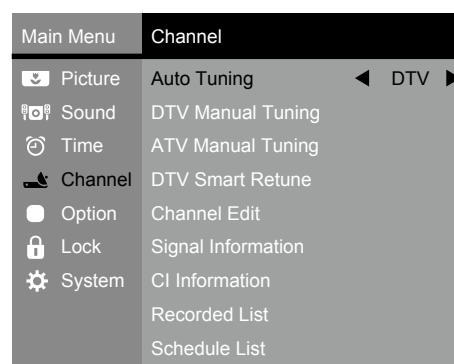 Main Menu
Channel
Picture
Sound
Time
Channel
Option
Lock
System
Auto Tuning DTV
DTV Manual Tuning
ATV Manual Tuning
DTV Smart Retune
Channel Edit
Signal Information
CI Information
Recorded List
Schedule List